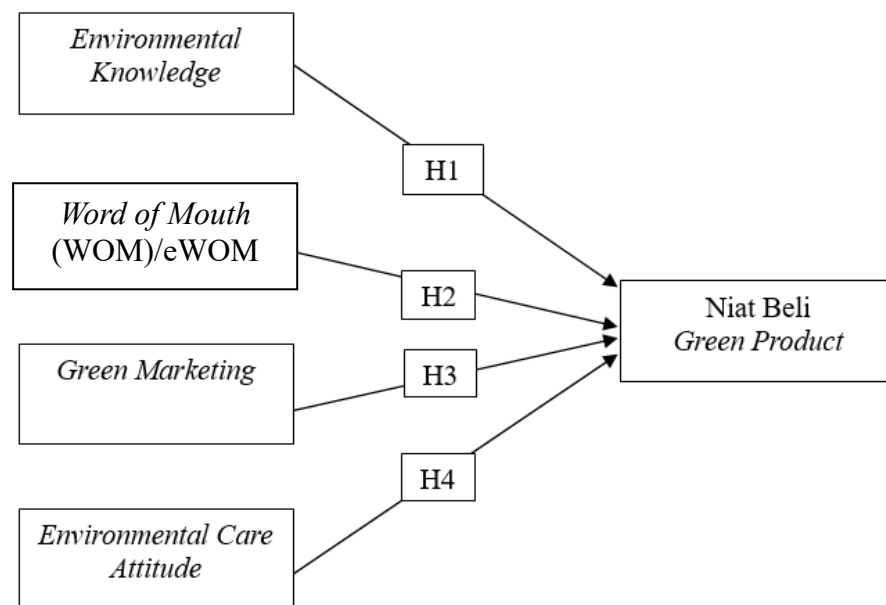 Environmental
Knowledge
H1
Word of Mouth
(WOM)/eWOM
H2
Niat Beli
Green Product
Green Marketing
H3
H4
Environmental Care
Attitude